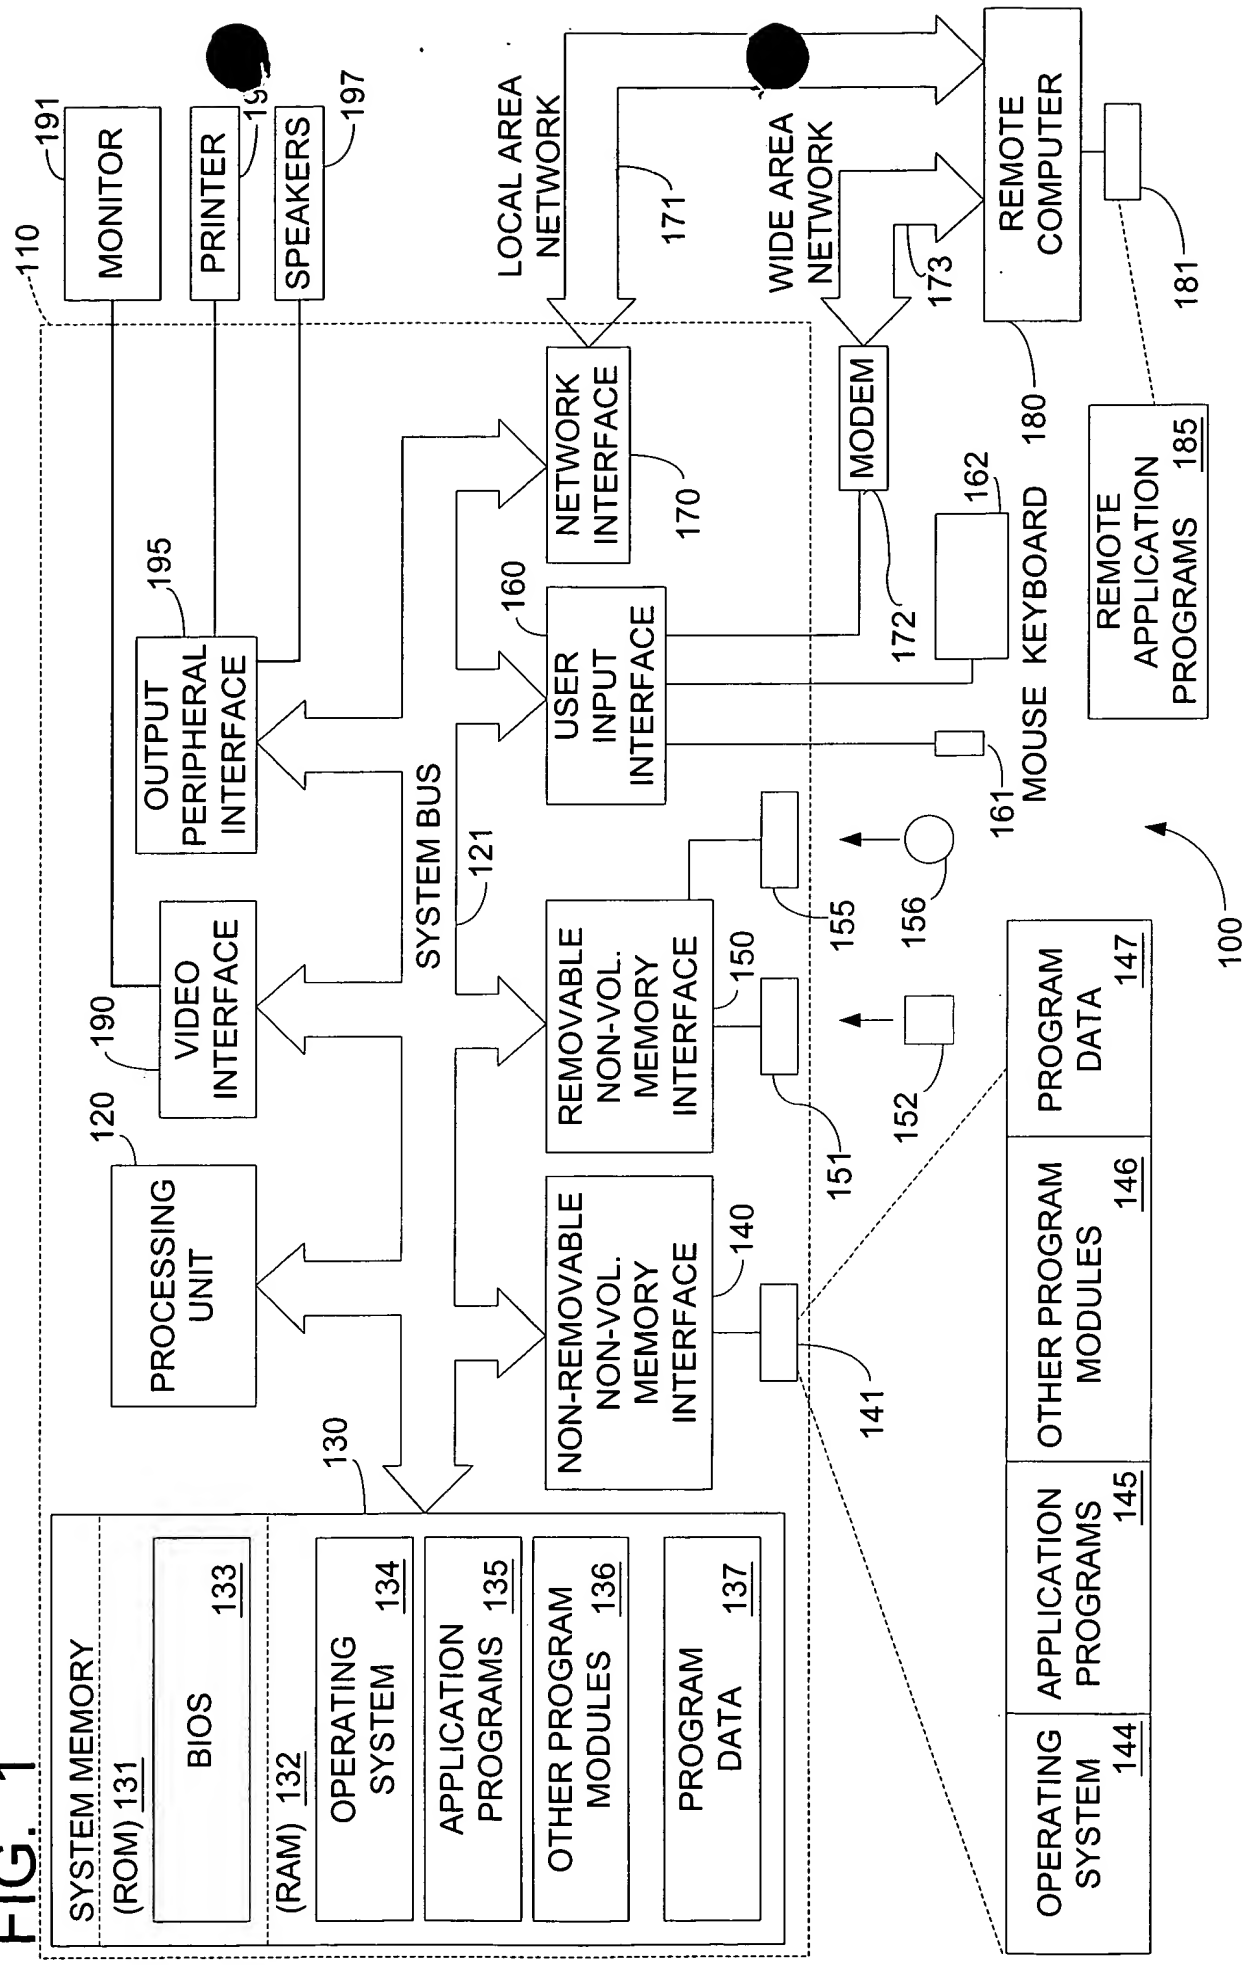 FIG. 1
SYSTEM MEMORY
(ROM) 131
BIOS
133
(RAM) 132
OPERATING
SYSTEM 134
APPLICATION
PROGRAMS 135
OTHER PROGRAM
MODULES 136
PROGRAM
DATA 137
130
120
PROCESSING
UNIT
190
VIDEO
INTERFACE
195
OUTPUT
PERIPHERAL
INTERFACE
110
191
MONITOR
PRINTER
197
SPEAKERS
SYSTEM BUS
121
NON-REMOVABLE
NON-VOL.
MEMORY
INTERFACE
140
REMOVABLE
NON-VOL.
MEMORY
INTERFACE
150
160
USER
INPUT
INTERFACE
NETWORK
INTERFACE
170
LOCAL AREA
NETWORK
171
WIDE AREA
NETWORK
173
MODEM
172
REMOTE
COMPUTER
180
181
141
151
152
155
156
161
MOUSE
162
KEYBOARD
REMOTE
APPLICATION
PROGRAMS 185
OPERATING
SYSTEM 144
APPLICATION
PROGRAMS 145
OTHER PROGRAM
MODULES 146
PROGRAM
DATA 147
100